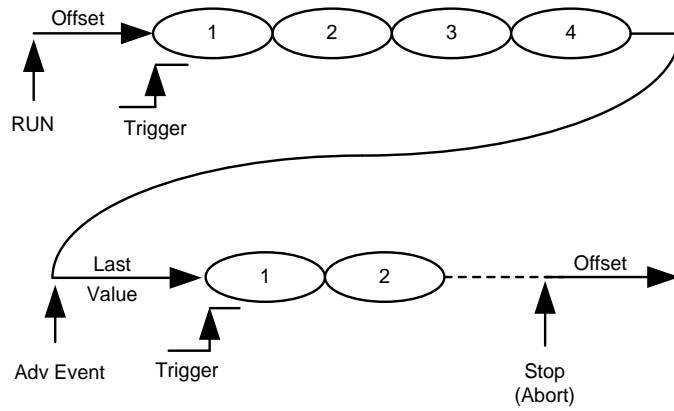 Offset
1 2 3 4
RUN
Trigger
Last
Value
1 2
Offset
Adv Event
Trigger
Stop
(Abort)